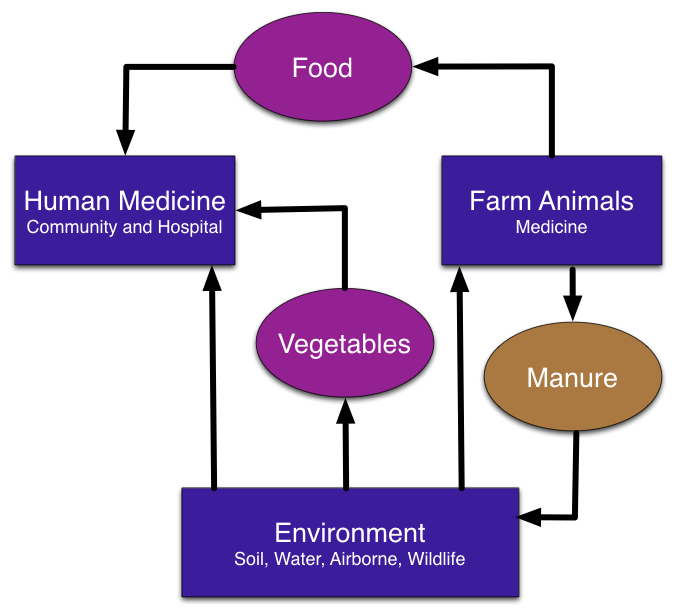 Food
Human Medicine
Community and Hospital
Farm Animals
Medicine
Vegetables
Manure
Environment
Soil, Water, Airborne, Wildlife